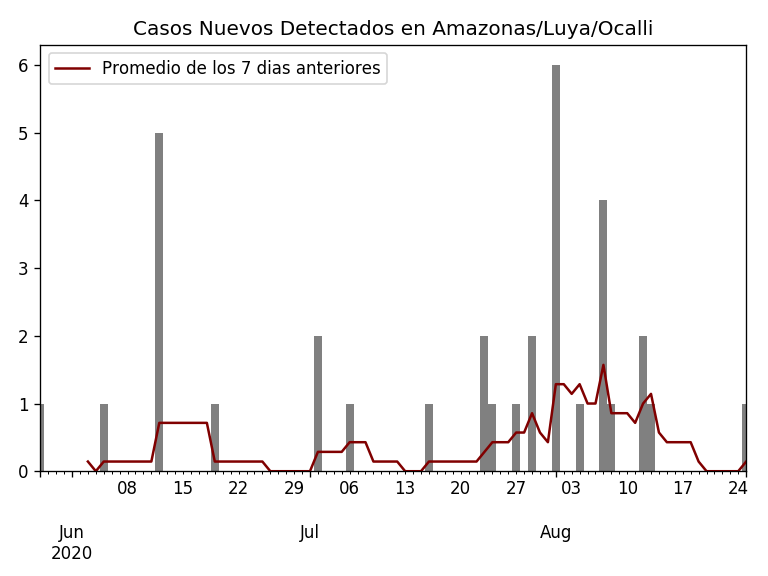 Casos Nuevos Detectados en Amazonas/Luya/Ocalli
Promedio de los 7 dias anteriores
6
5
4
3
2
1
0
08 15 22 29 06 13 20 27 03 10 17 24
Jun Jul Aug
2020